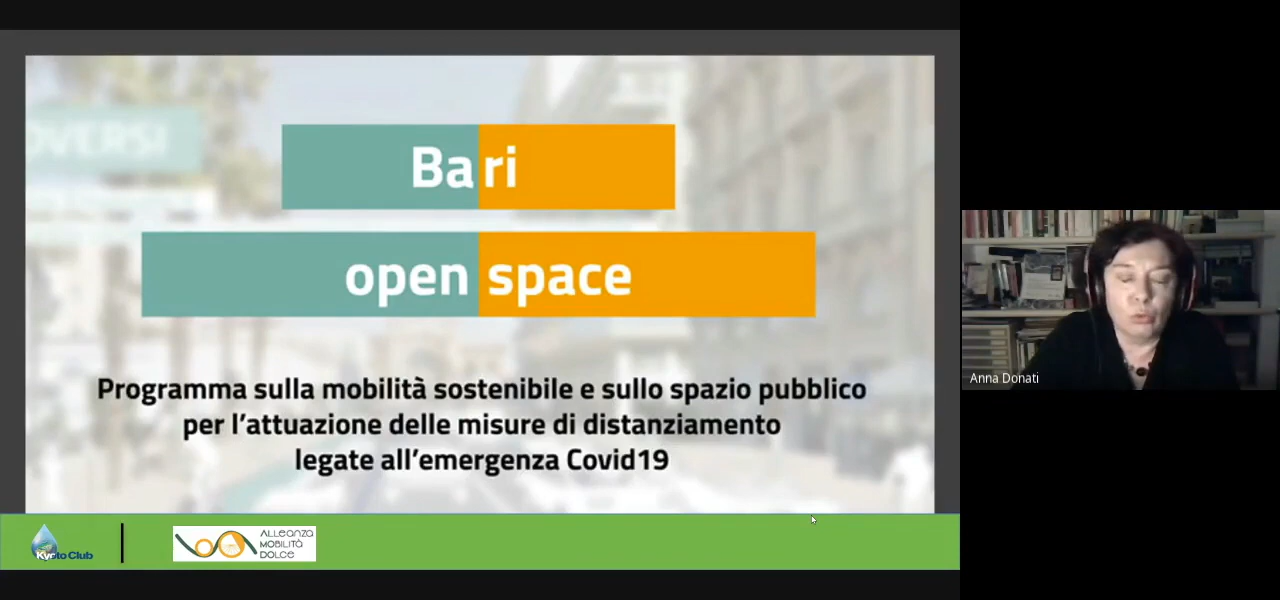 OVERSI
Bari
open space
Programma sulla mobilità sostenibile e sullo spazio pubblico
per l'attuazione delle misure di distanziamento
legate all'emergenza Covid19
Anna Donati
Kyoto Club
ALLEANZA
MOBILITÀ
DOLCE